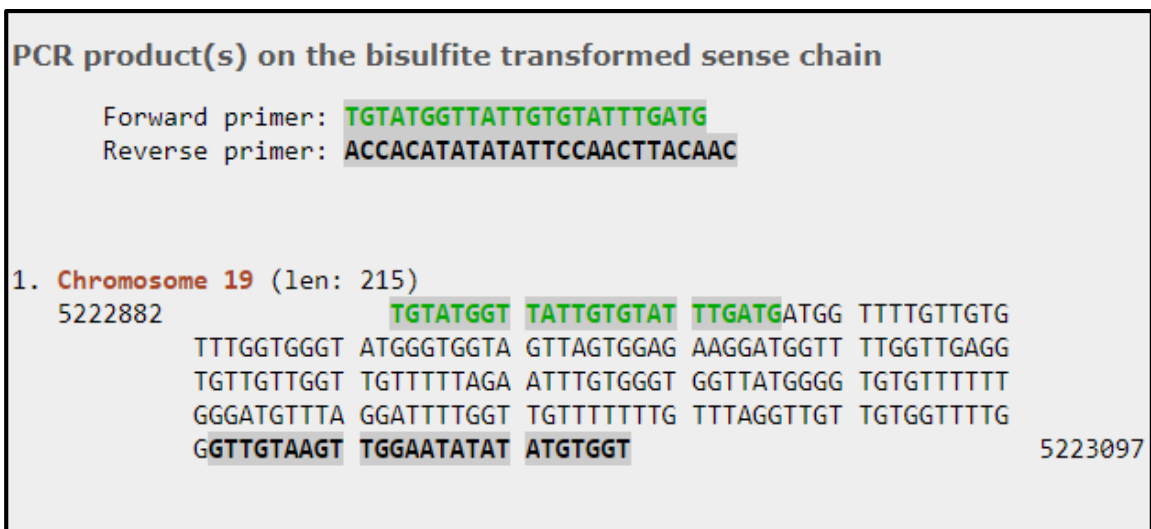 PCR product(s) on the bisulfite transformed sense chain
Forward primer: TGTATGGTTATTGTGTATTTGATG
Reverse primer: ACCACATATATATTCCAACTTACAAC
1. Chromosome 19 (len: 215)
5222882 TGTATGGT TATTGTGTAT TTGATGATGG TTTTGTTGTG
TTTGGTGGGT ATGGGTGGTA GTTAGTGGAG AAGGATGGTT TTGGTTGAGG
TGTTGTTGGT TGTTTTTAGA ATTTGTGGGT GGTTATGGGG TGTGTTTTTT
GGGATGTTTA GGATTTTGGT TGTTTTTTTG TTTAGGTTGT TGTGGTTTTG
GGTTGTAAGT TGGAATATAT ATGTGGT 5223097